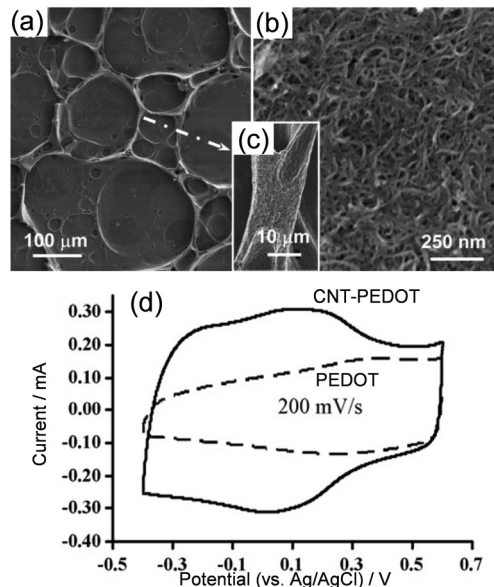 (a)
(b)
(c)
100 μm
10 μm
250 nm
(d)
CNT-PEDOT
PEDOT
200 mV/s
0.30
0.20
0.10
0.00
-0.10
-0.20
-0.30
-0.40
Current / mA
-0.5 -0.3 -0.1 0.1 0.3 0.5 0.7
Potential (vs. Ag/AgCl) / V